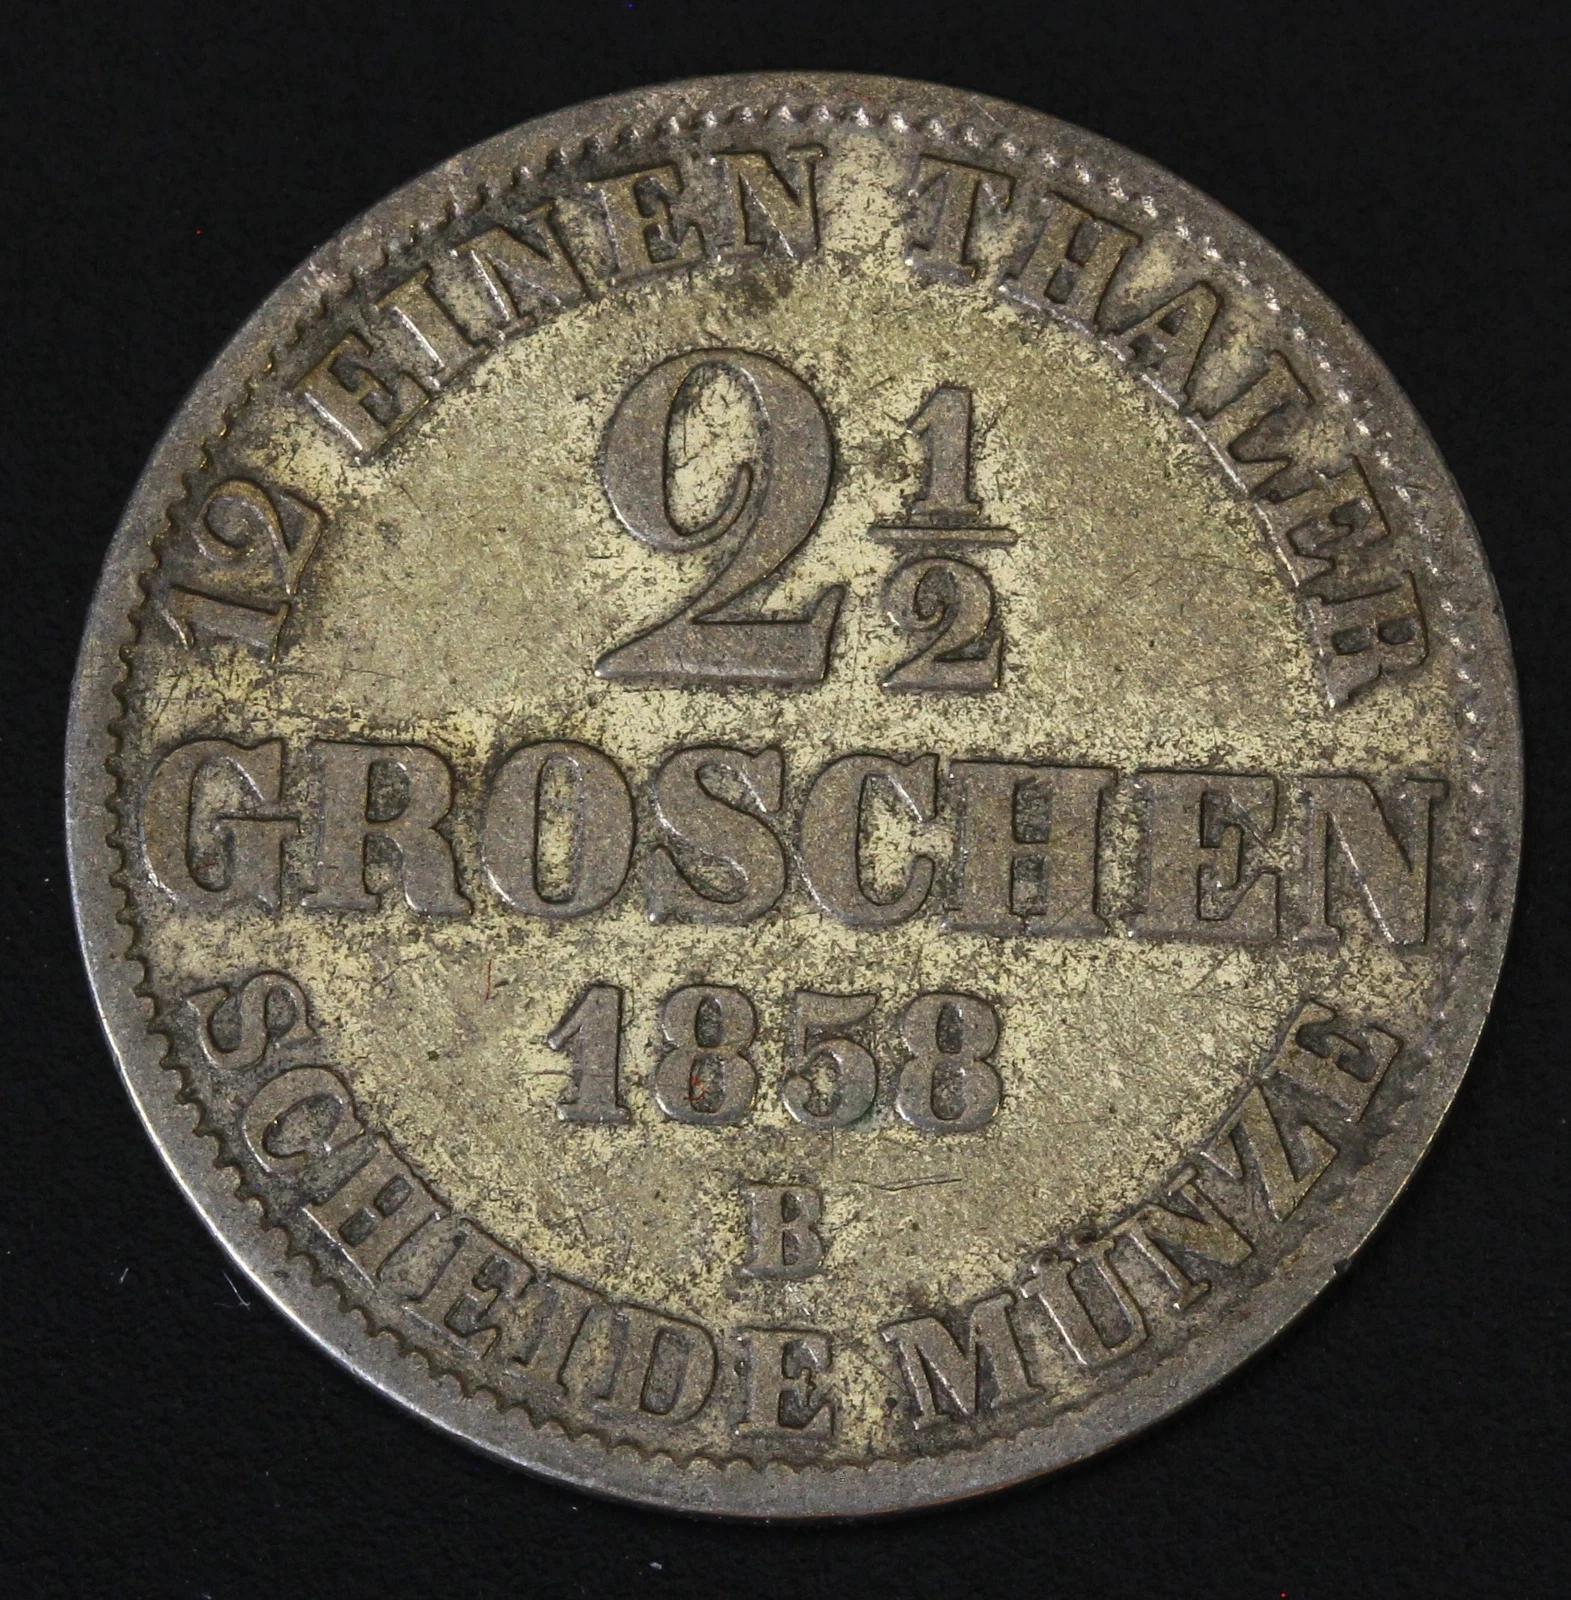 12 EINEN THALER
2 1/2
GROSCHEN
1858
B
SCHEIDE MÜNZE